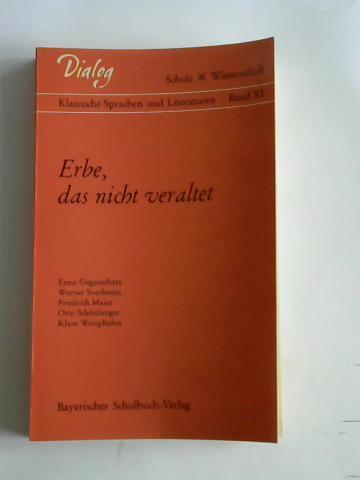 Dialog
Schule Wissenschaft
Klassische Sprachen und Literaturen · Band XI
Erbe,
das nicht veraltet
Ernst Gegenschatz
Werner Suerbaum
Friedrich Maier
Otto Schönberger
Klaus Westphalen
Bayerischer Schulbuch-Verlag